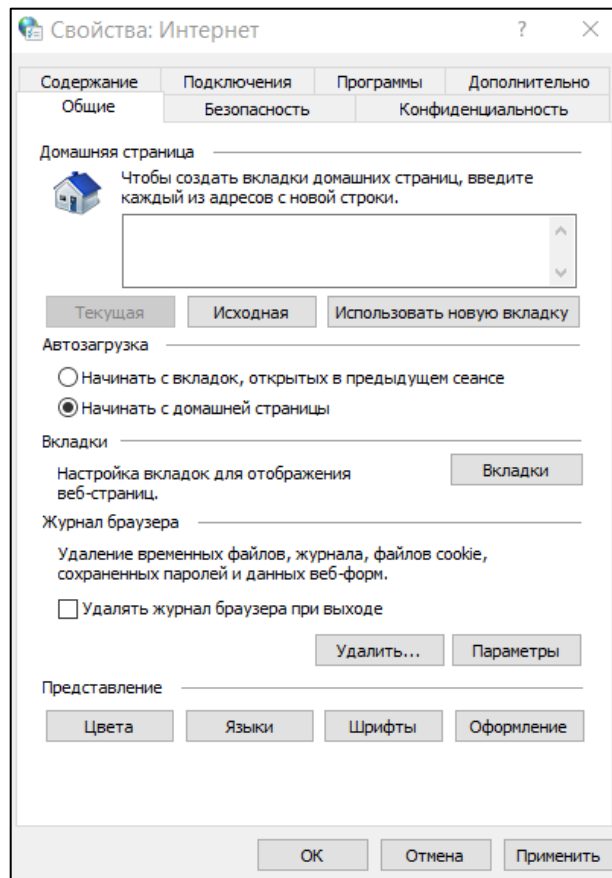 Свойства: Интернет
Содержание Подключения Программы Дополнительно
Общие Безопасность Конфиденциальность
Домашняя страница
Чтобы создать вкладки домашних страниц, введите
каждый из адресов с новой строки.
Текущая Исходная Использовать новую вкладку
Автозагрузка
Начинать с вкладок, открытых в предыдущем сеансе
Начинать с домашней страницы
Вкладки
Настройка вкладок для отображения
веб-страниц.
Вкладки
Журнал браузера
Удаление временных файлов, журнала, файлов cookie,
сохраненных паролей и данных веб-форм.
Удалять журнал браузера при выходе
Удалить... Параметры
Представление
Цвета Языки Шрифты Оформление
ОК Отмена Применить